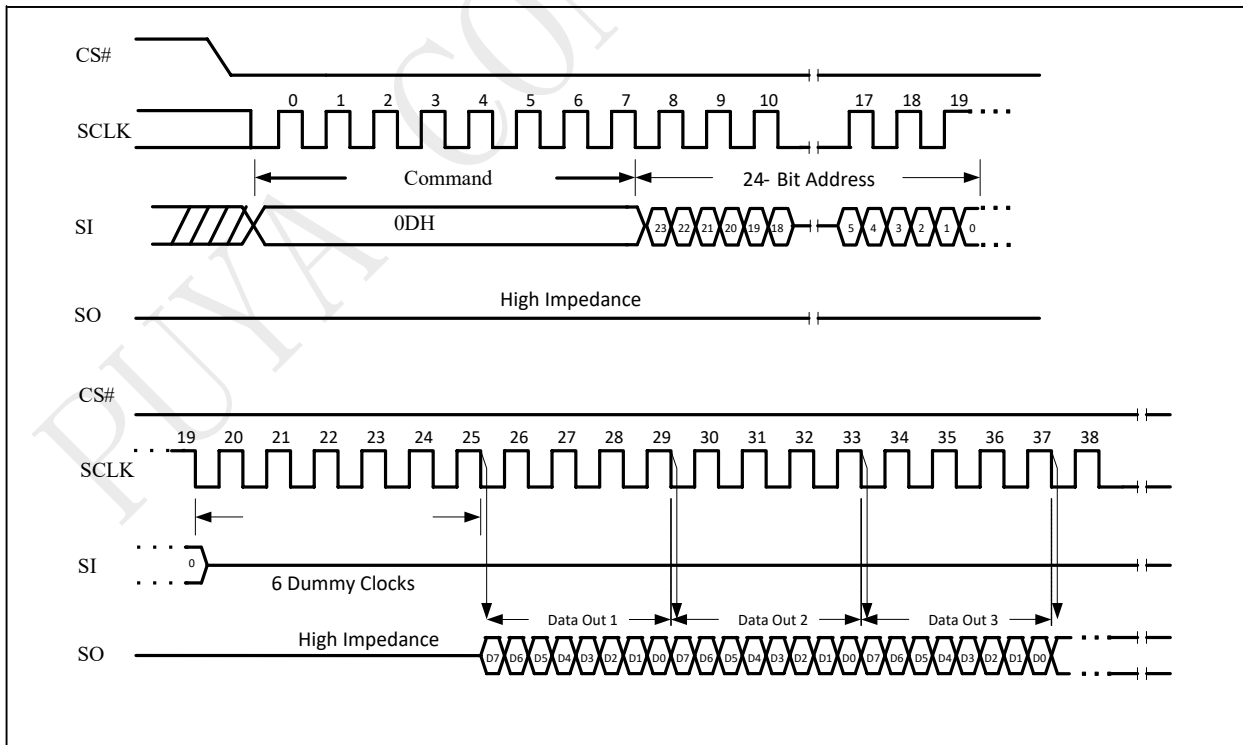 PUYA CON
CS#
SCLK
0 1 2 3 4 5 6 7 8 9 10 17 18 19
Command
24- Bit Address
SI
0DH
23 22 21 20 19 18 5 4 3 2 1 0
SO
High Impedance
CS#
SCLK
19 20 21 22 23 24 25 26 27 28 29 30 31 32 33 34 35 36 37 38
SI
0
6 Dummy Clocks
Data Out 1
Data Out 2
Data Out 3
SO
High Impedance
D7 D6 D5 D4 D3 D2 D1 D0 D7 D6 D5 D4 D3 D2 D1 D0 D7 D6 D5 D4 D3 D2 D1 D0